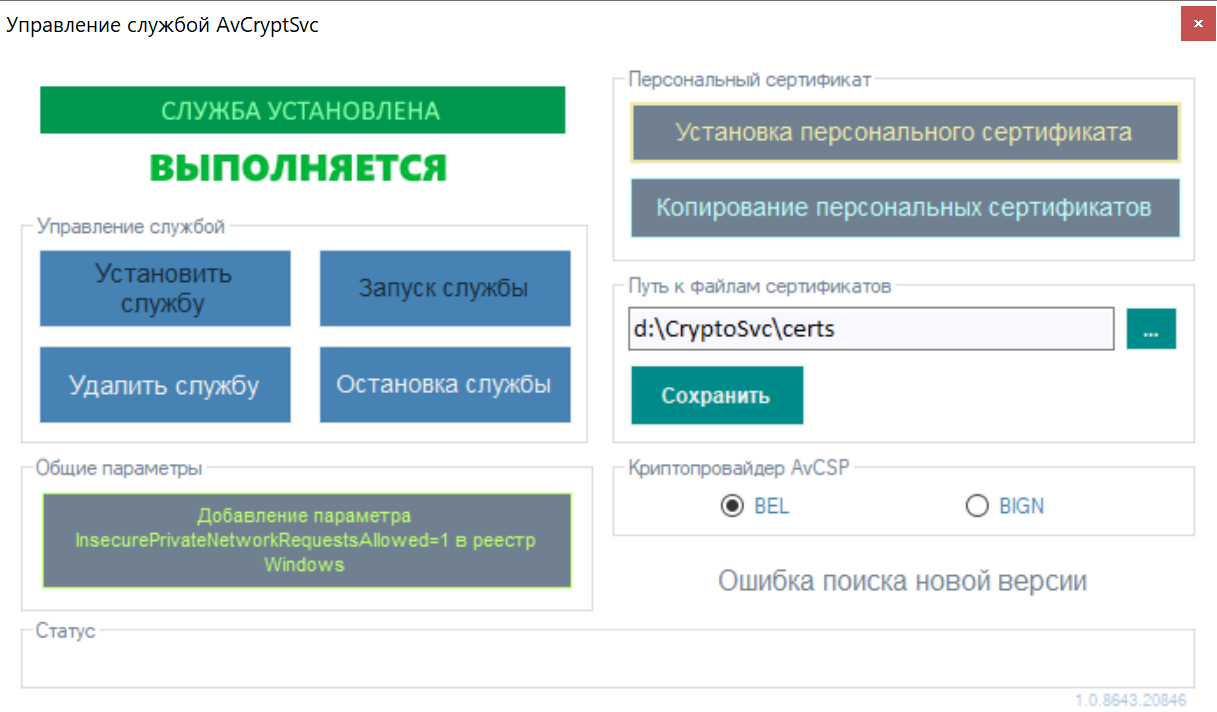 Управление службой AvCryptSvc
×
СЛУЖБА УСТАНОВЛЕНА
ВЫПОЛНЯЕТСЯ
Управление службой
Установить
службу
Запуск службы
Удалить службу
Остановка службы
Общие параметры
Добавление параметра
InsecurePrivateNetworkRequestsAllowed=1 в реестр
Windows
Персональный сертификат
Установка персонального сертификата
Копирование персональных сертификатов
Путь к файлам сертификатов
d:\CryptoSvc\certs
...
Сохранить
Криптопровайдер AvCSP
BEL
BIGN
Ошибка поиска новой версии
Статус
1.0.8643.20846